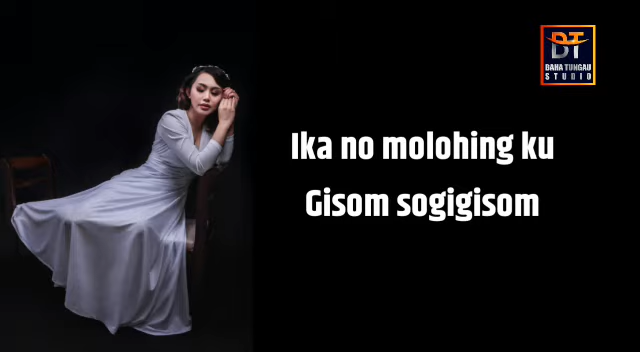 DT
DAHA TUNGAU
STUDIO
Ika no molohing ku
Gisom sogigisom